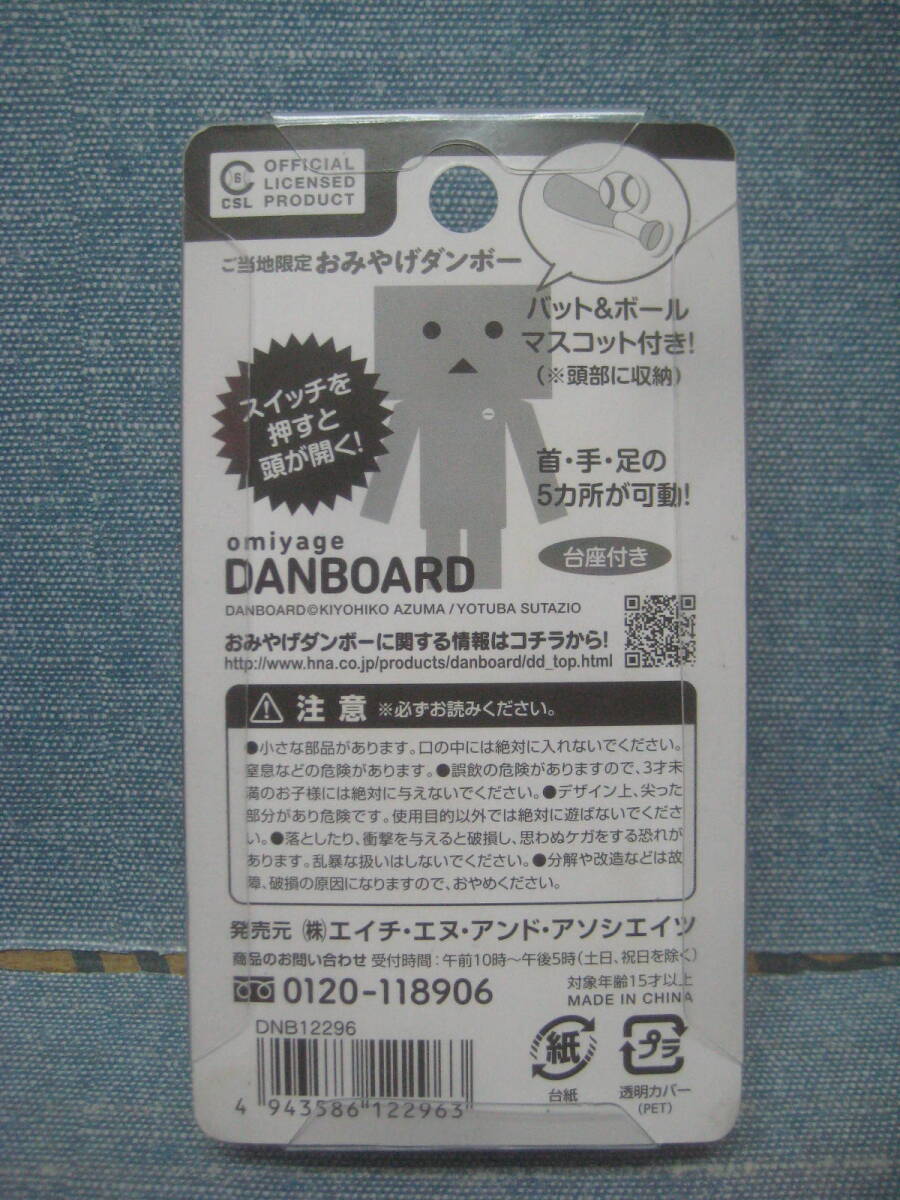 CSL
OFFICIAL
LICENSED
PRODUCT
ご当地限定おみやげダンボー
バット&ボール
マスコット付き!
(※頭部に収納)
スイッチを
押すと
頭が開く!
首・手・足の
5カ所が可動!
台座付き
omiyage
DANBOARD
DANBOARD©KIYOHIKO AZUMA / YOTUBA SUTAZIO
おみやげダンボーに関する情報はコチラから!
http://www.hna.co.jp/products/danboard/dd_top.html
注意 ※必ずお読みください。
●小さな部品があります。口の中には絶対に入れないでください。
窒息などの危険があります。●誤飲の危険がありますので、3才未
満のお子様には絶対に与えないでください。●デザイン上、尖った
部分があり危険です。使用目的以外では絶対に遊ばないでくださ
い。●落としたり、衝撃を与えると破損し、思わぬケガをする恐れが
あります。乱暴な扱いはしないでください。●分解や改造などは故
障、破損の原因になりますので、おやめください。
発売元 ㈱エイチ・エヌ・アンド・アソシエイツ
商品のお問い合わせ 受付時間:午前10時〜午後5時(土日、祝日を除く)
0120-118906
対象年齢15才以上
MADE IN CHINA
DNB12296
4 943586 122963
紙
台紙
プラ
透明カバー
(PET)